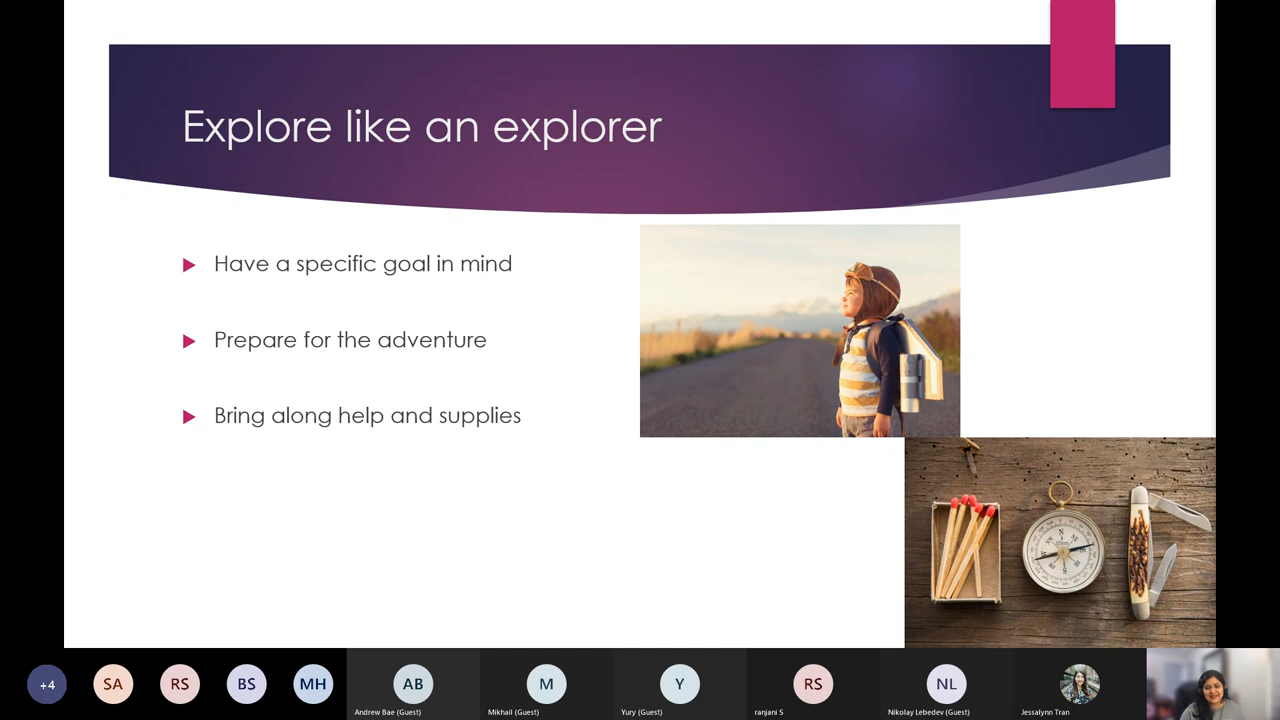 Explore like an explorer
Have a specific goal in mind
Prepare for the adventure
Bring along help and supplies
+4
SA
RS
BS
MH
AB
M
Y
RS
NL
Andrew Bae (Guest)
Mikhail (Guest)
Yury (Guest)
ranjani S
Nikolay Lebedev (Guest)
Jessalynn Tran